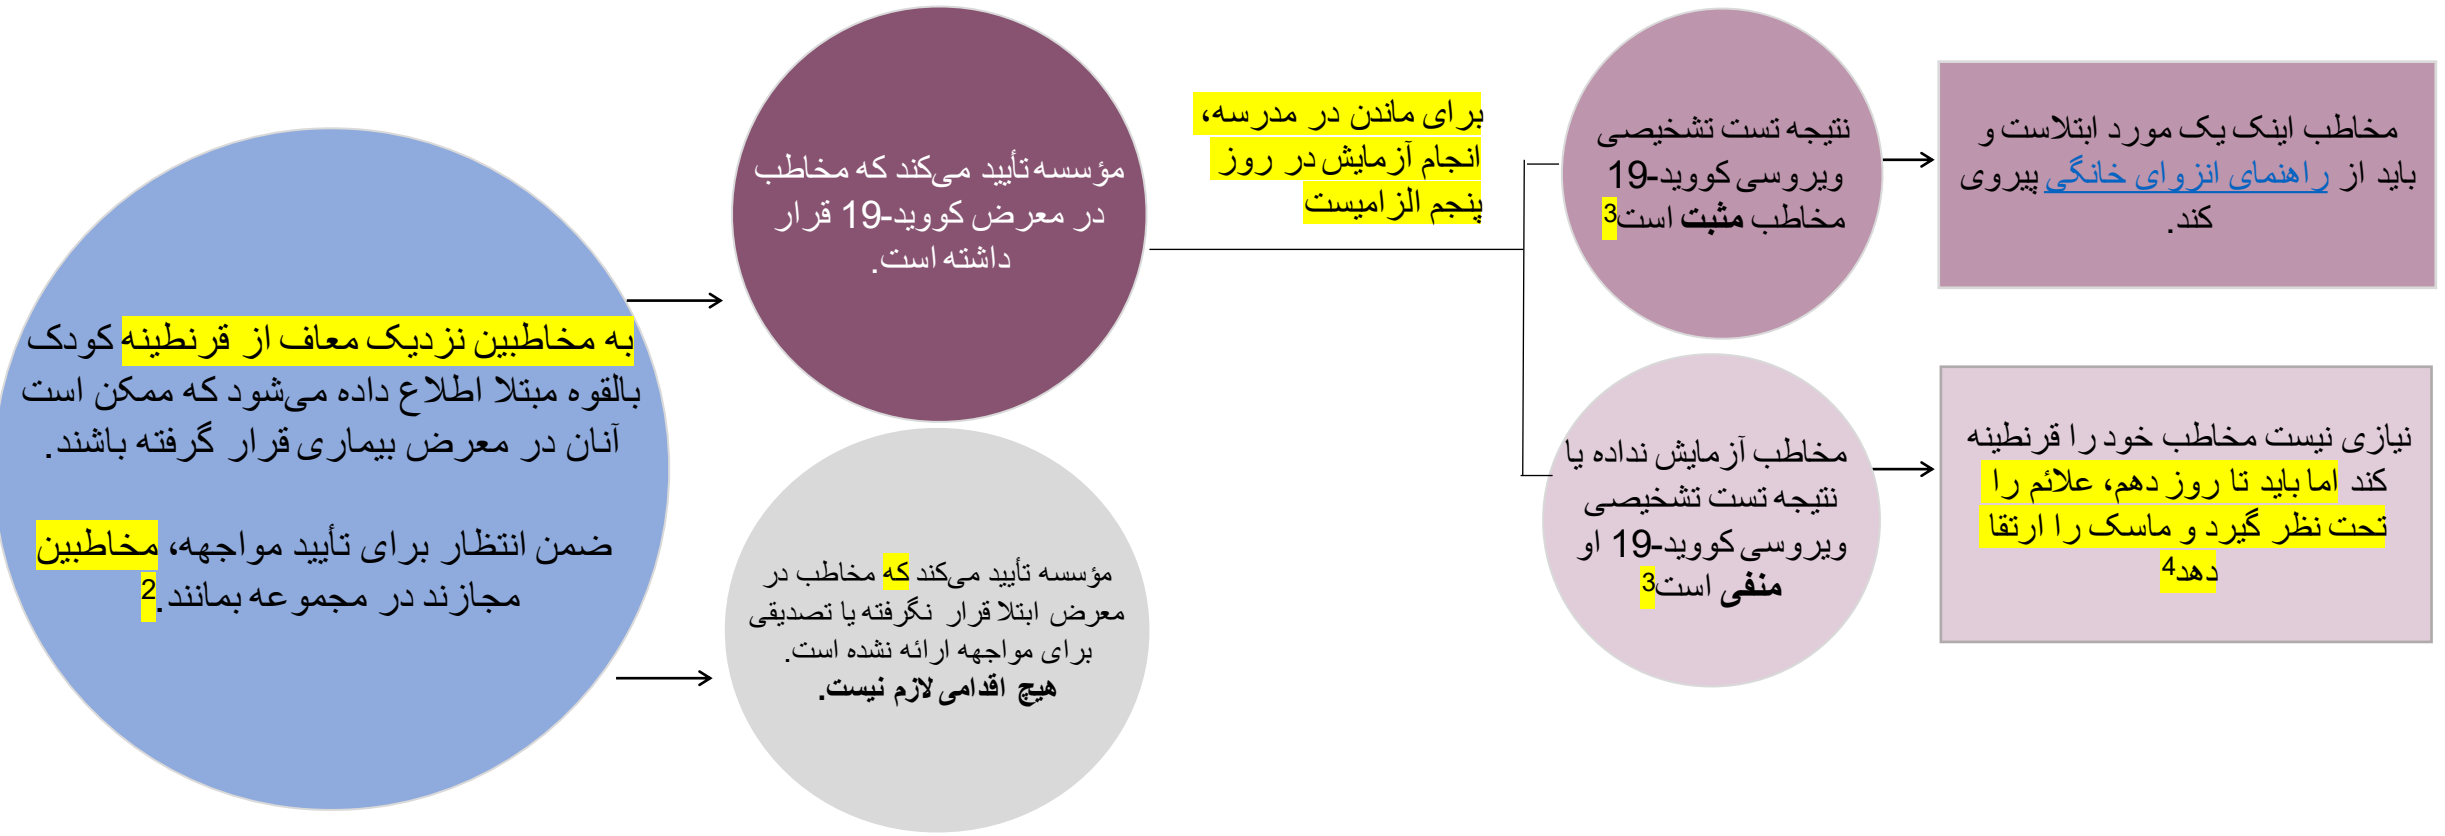 به مخاطبین نزدیک معاف از قرنطینه کودک
بالقوه مبتلا اطلاع داده می‌شود که ممکن است
آنان در معرض بیماری قرار گرفته باشند.
ضمن انتظار برای تأیید مواجهه، مخاطبین
مجازند در مجموعه بمانند.2
مؤسسه تأیید می‌کند که مخاطب
در معرض کووید-19 قرار
داشته است.
مؤسسه تأیید می‌کند که مخاطب در
معرض ابتلا قرار نگرفته یا تصدیقی
برای مواجهه ارائه نشده است.
هیچ اقدامی لازم نیست.
برای ماندن در مدرسه،
انجام آزمایش در روز
پنجم الزامیست
نتیجه تست تشخیصی
ویروسی کووید-19
مخاطب مثبت است3
مخاطب اینک یک مورد ابتلاست و
باید از راهنمای انزوای خانگی پیروی
کند.
مخاطب آزمایش نداده یا
نتیجه تست تشخیصی
ویروسی کووید-19 او
منفی است3
نیازی نیست مخاطب خود را قرنطینه
کند اما باید تا روز دهم، علائم را
تحت نظر گیرد و ماسک را ارتقا
دهد4